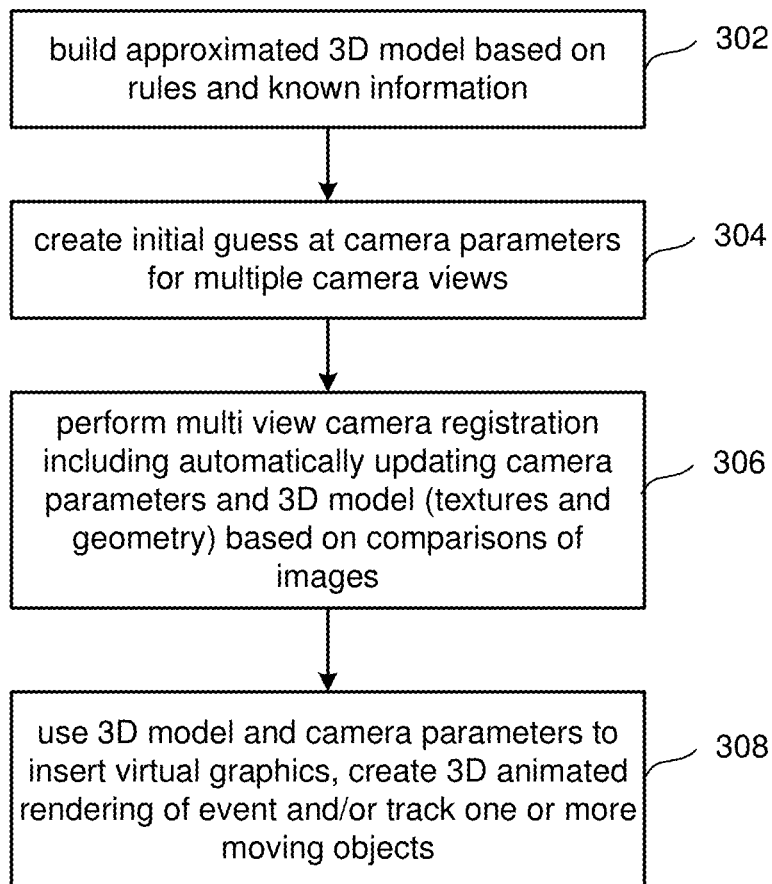 build approximated 3D model based on
rules and known information
302
create initial guess at camera parameters
for multiple camera views
304
perform multi view camera registration
including automatically updating camera
parameters and 3D model (textures and
geometry) based on comparisons of
images
306
use 3D model and camera parameters to
insert virtual graphics, create 3D animated
rendering of event and/or track one or more
moving objects
308